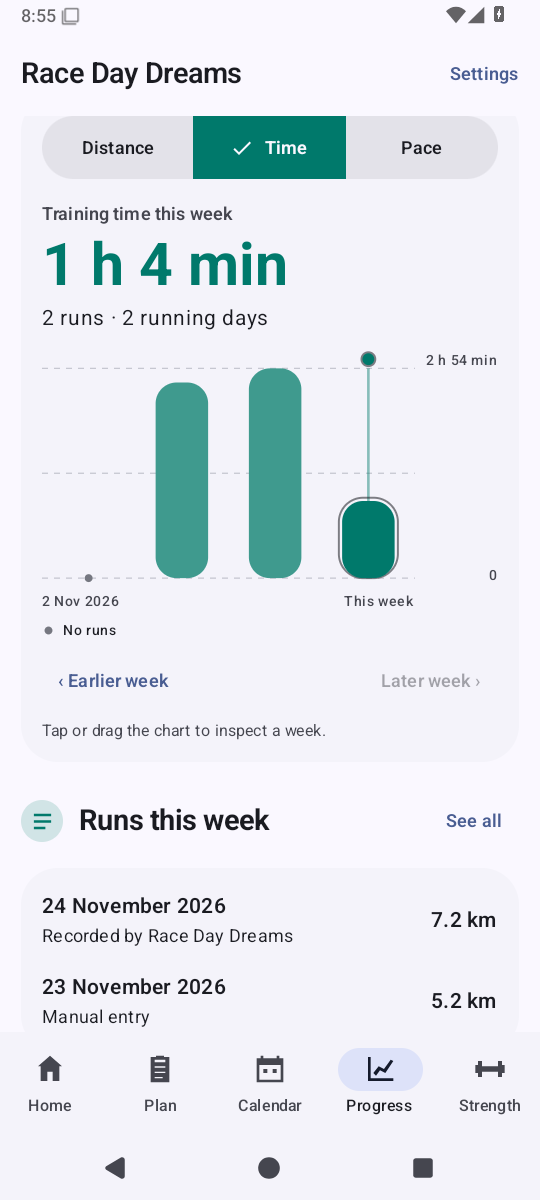 8:55
Race Day Dreams
Settings
Distance
Time
Pace
Training time this week
1 h 4 min
2 runs · 2 running days
2 h 54 min
0
2 Nov 2026
This week
No runs
‹ Earlier week
Later week ›
Tap or drag the chart to inspect a week.
Runs this week
See all
24 November 2026
7.2 km
Recorded by Race Day Dreams
23 November 2026
5.2 km
Manual entry
Home
Plan
Calendar
Progress
Strength